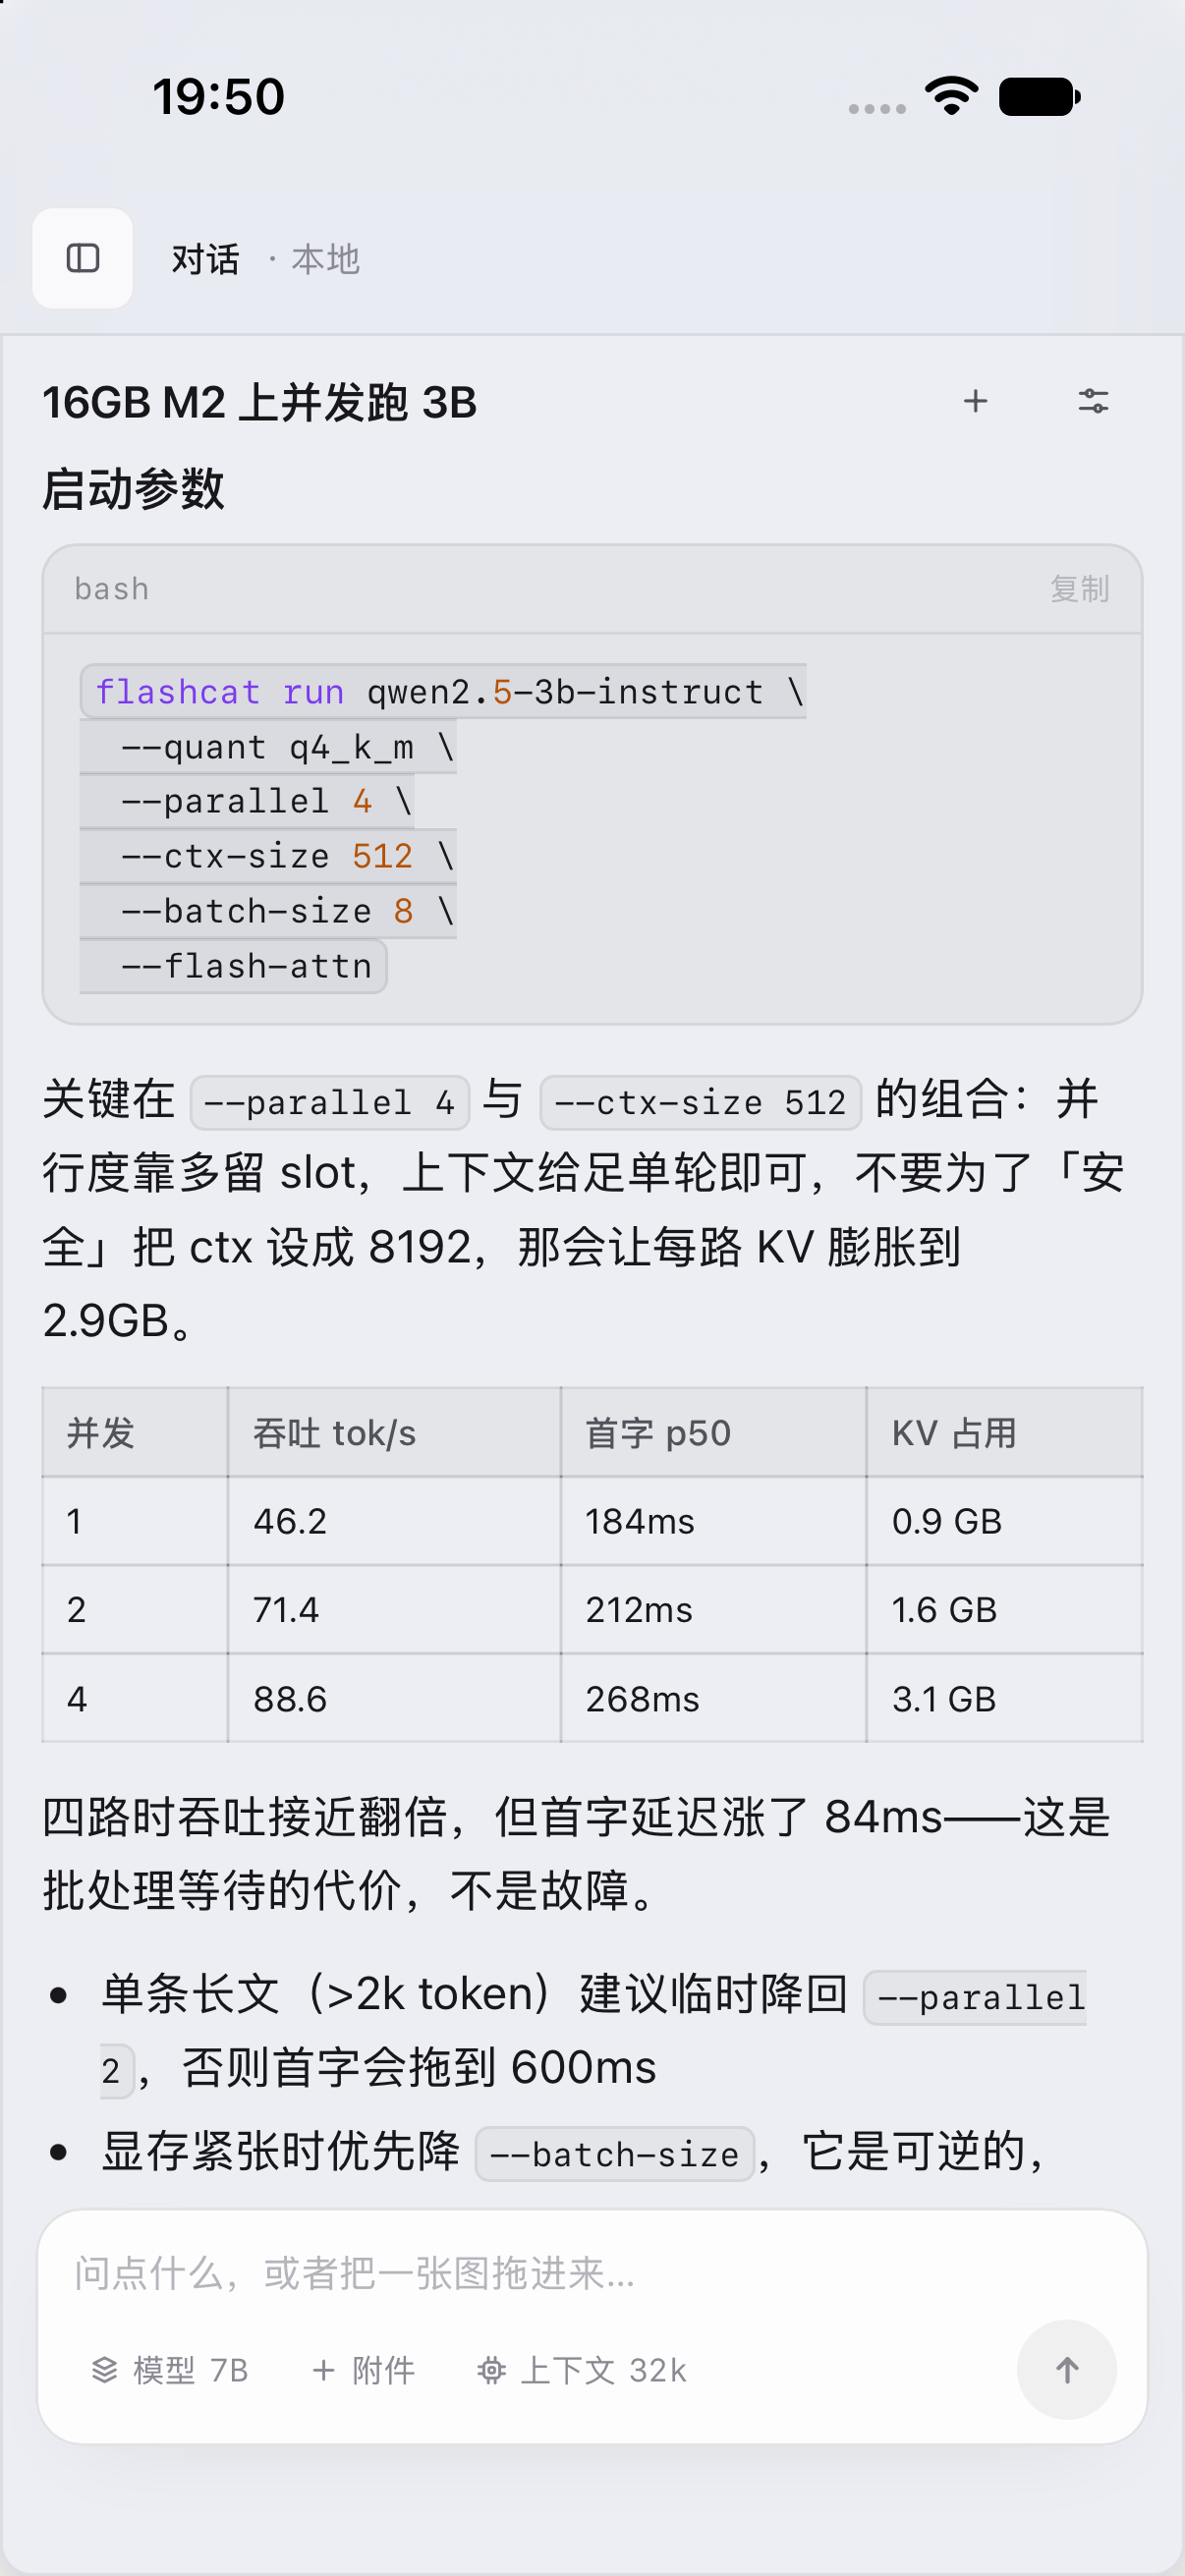 19:50
对话 · 本地
16GB M2 上并发跑 3B
启动参数
bash 复制
flashcat run qwen2.5-3b-instruct \
--quant q4_k_m \
--parallel 4 \
--ctx-size 512 \
--batch-size 8 \
--flash-attn
关键在 --parallel 4 与 --ctx-size 512 的组合：并
行度靠多留 slot，上下文给足单轮即可，不要为了「安
全」把 ctx 设成 8192，那会让每路 KV 膨胀到
2.9GB。
并发 吞吐 tok/s 首字 p50 KV 占用
1 46.2 184ms 0.9 GB
2 71.4 212ms 1.6 GB
4 88.6 268ms 3.1 GB
四路时吞吐接近翻倍，但首字延迟涨了 84ms——这是
批处理等待的代价，不是故障。
• 单条长文（>2k token）建议临时降回 --parallel
2，否则首字会拖到 600ms
• 显存紧张时优先降 --batch-size，它是可逆的，
问点什么，或者把一张图拖进来...
模型 7B + 附件 上下文 32k